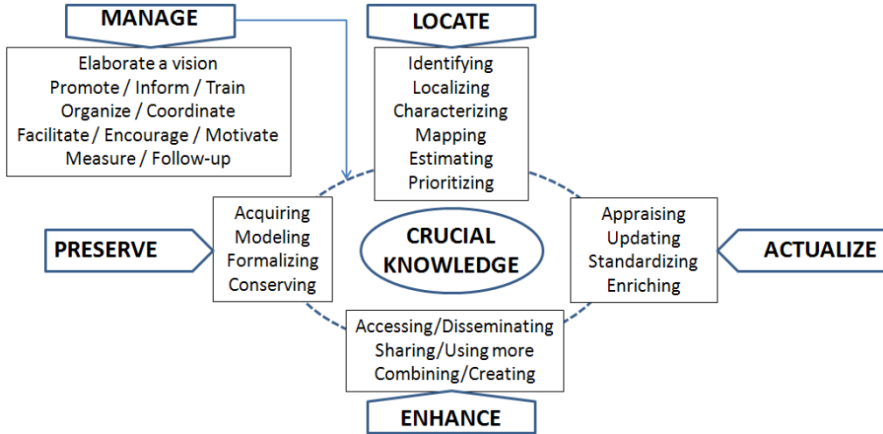 MANAGE
Elaborate a vision
Promote / Inform / Train
Organize / Coordinate
Facilitate / Encourage / Motivate
Measure / Follow-up
LOCATE
Identifying
Localizing
Characterizing
Mapping
Estimating
Prioritizing
PRESERVE
Acquiring
Modeling
Formalizing
Conserving
CRUCIAL
KNOWLEDGE
Appraising
Updating
Standardizing
Enriching
ACTUALIZE
Accessing/Disseminating
Sharing/Using more
Combining/Creating
ENHANCE